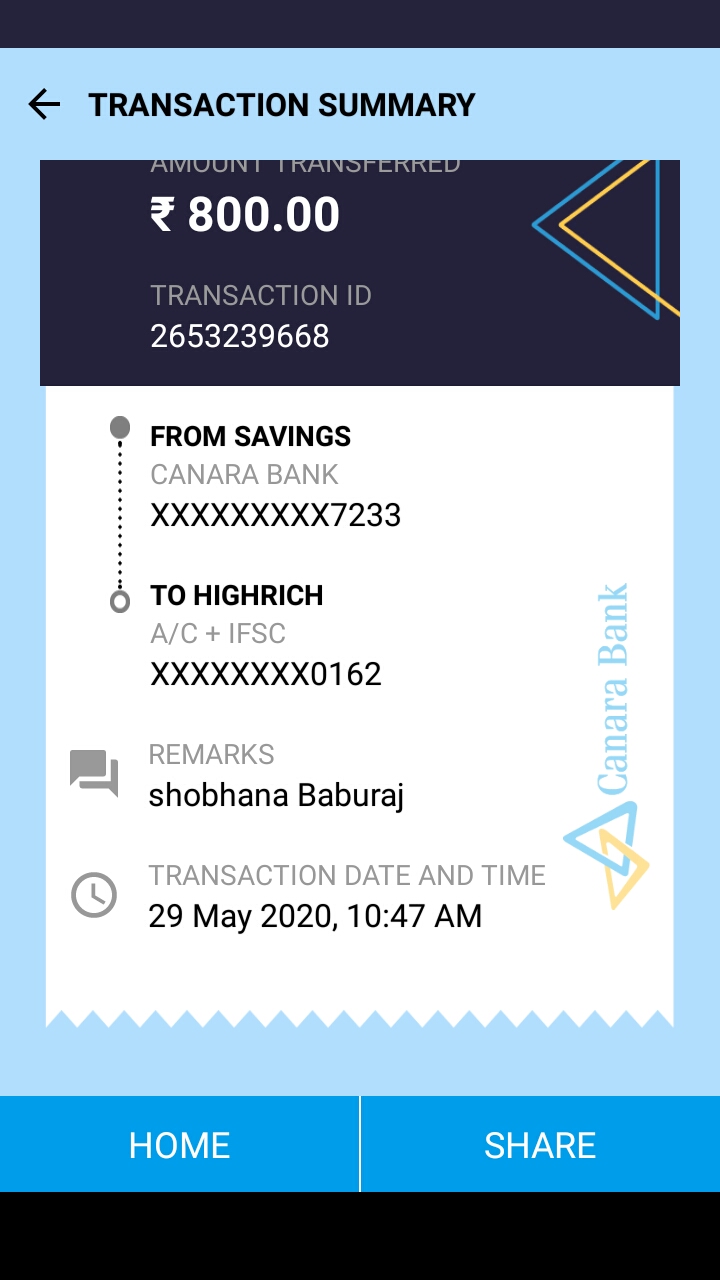 TRANSACTION SUMMARY
AMOUNT TRANSFERRED
₹ 800.00
TRANSACTION ID
2653239668
FROM SAVINGS
CANARA BANK
XXXXXXXXX7233
TO HIGHRICH
A/C + IFSC
XXXXXXXX0162
REMARKS
shobhana Baburaj
TRANSACTION DATE AND TIME
29 May 2020, 10:47 AM
Canara Bank
HOME
SHARE